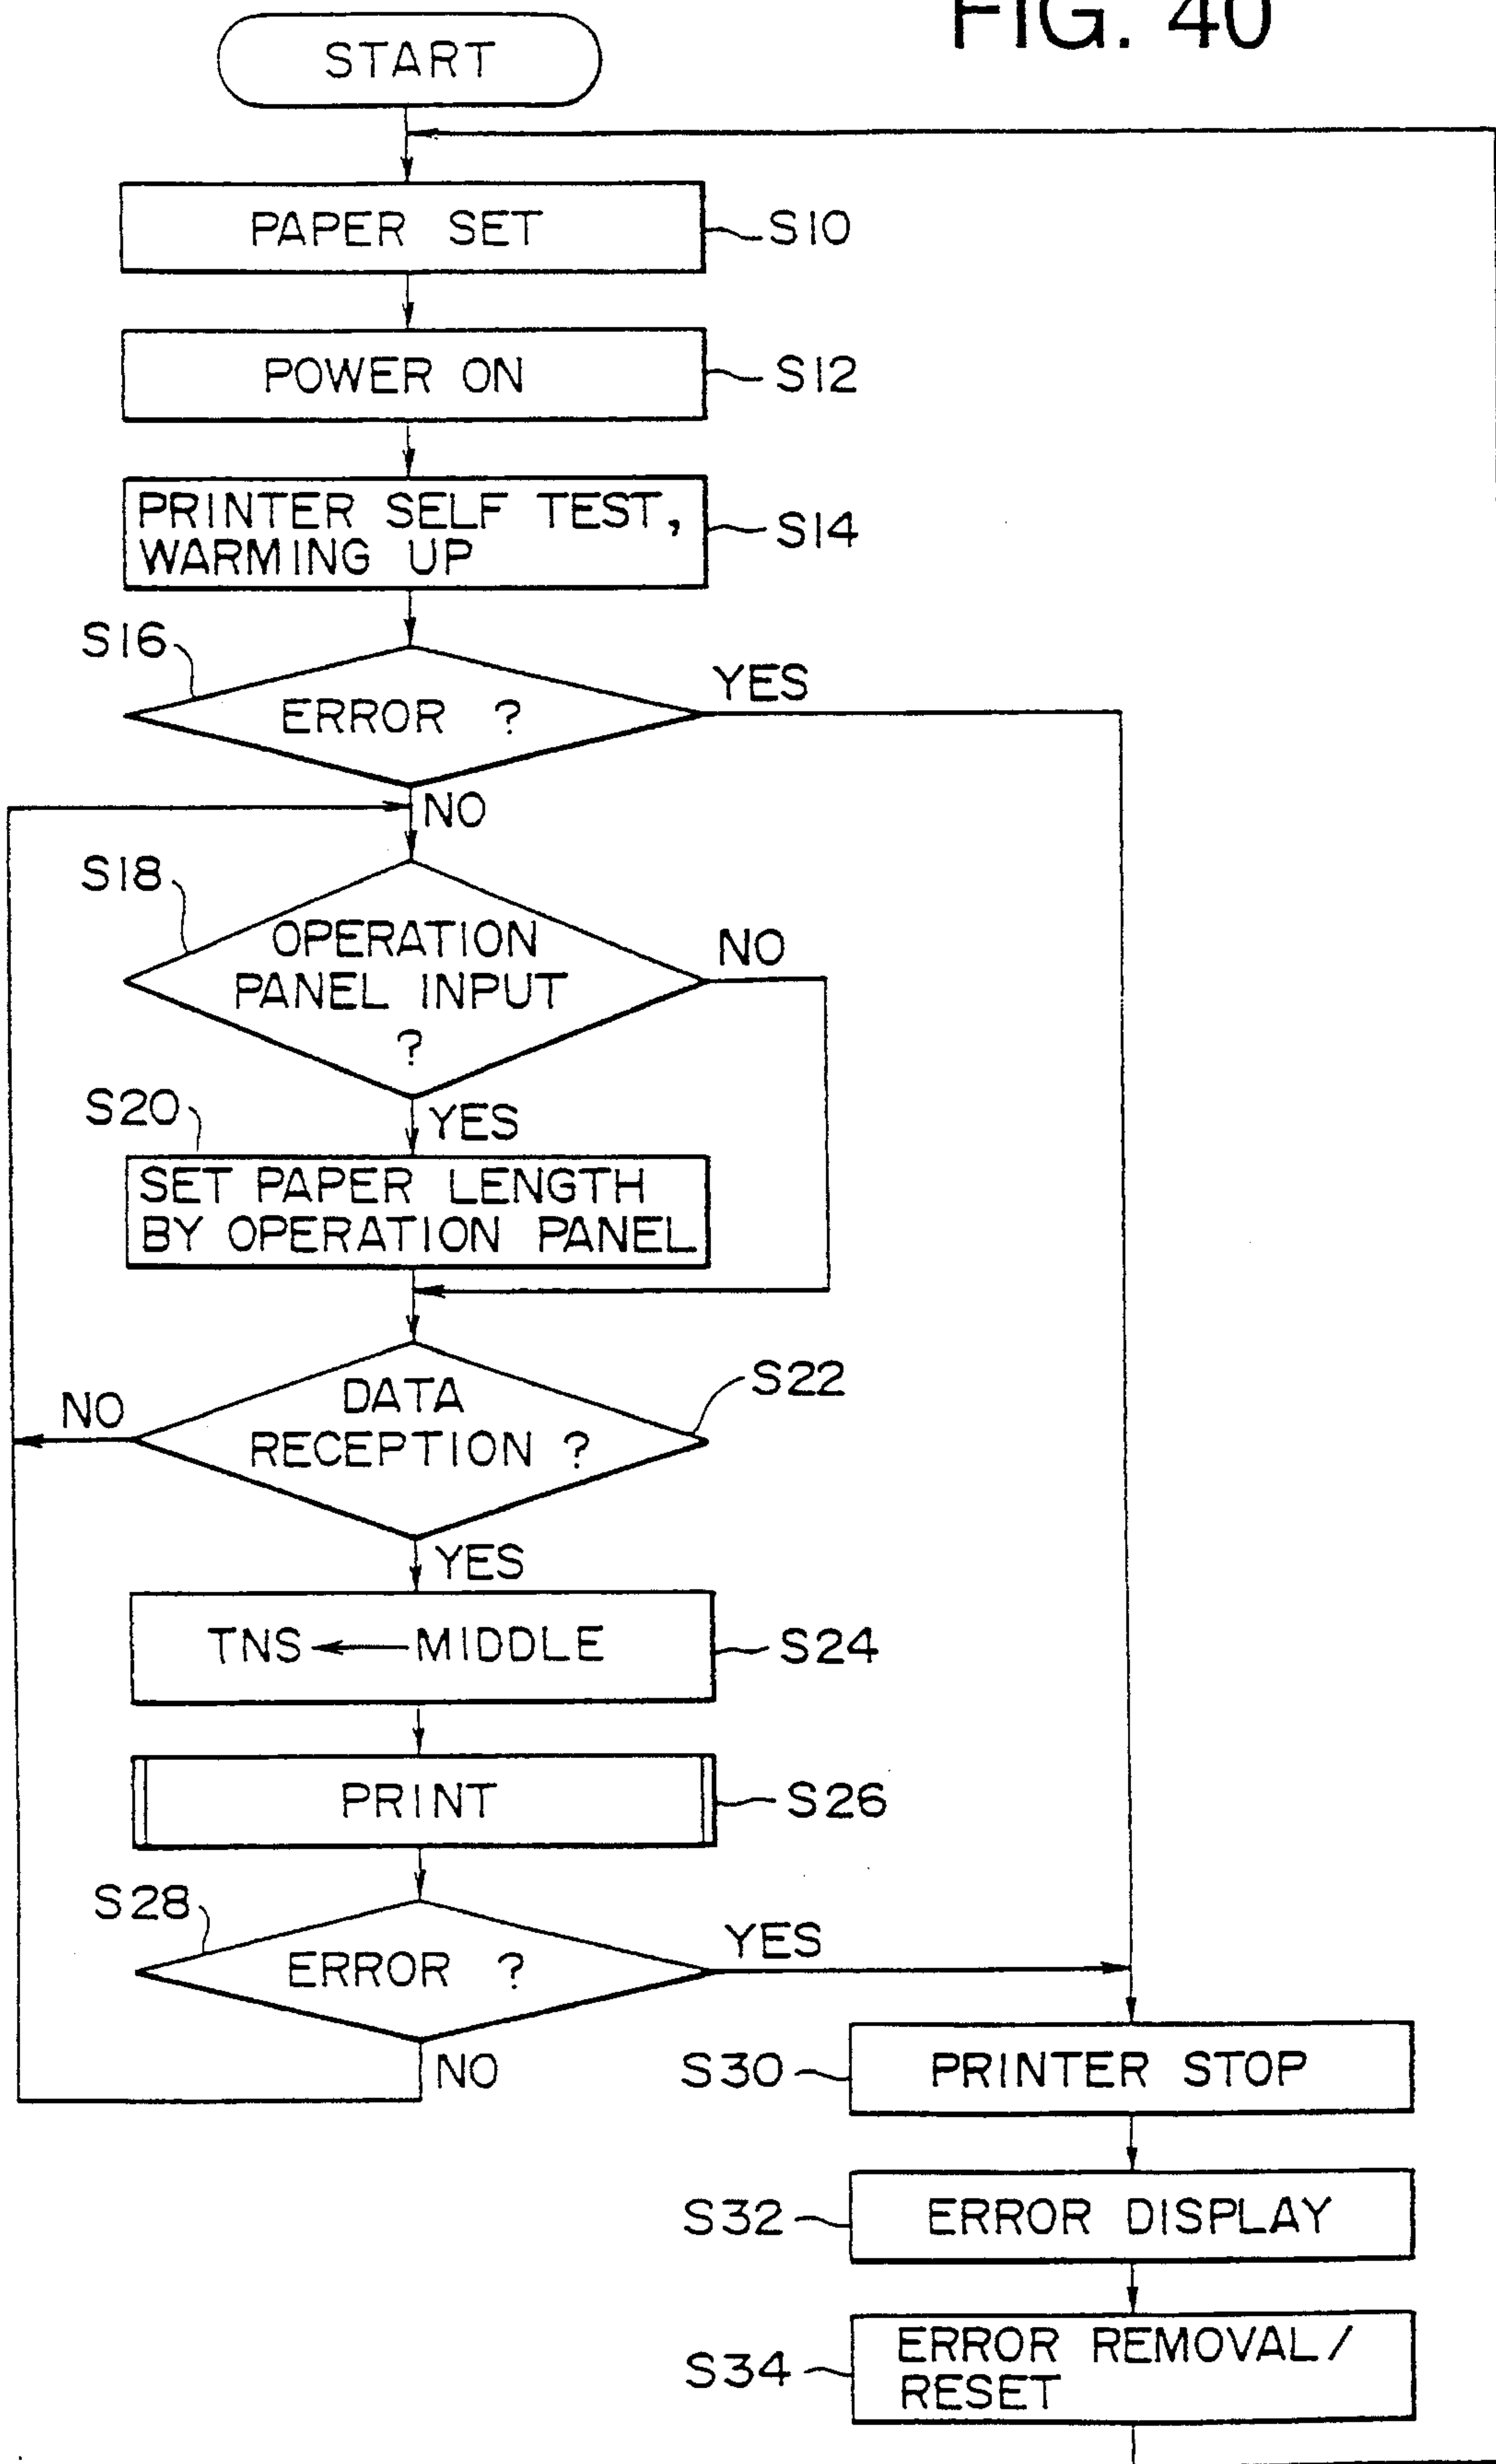 FIG. 40
START
PAPER SET
S10
POWER ON
S12
PRINTER SELF TEST,
WARMING UP
S14
S16
ERROR ?
YES
NO
S18
OPERATION
PANEL INPUT
?
NO
YES
S20
SET PAPER LENGTH
BY OPERATION PANEL
S22
DATA
RECEPTION ?
NO
YES
TNS ← MIDDLE
S24
PRINT
S26
S28
ERROR ?
YES
NO
S30
PRINTER STOP
S32
ERROR DISPLAY
S34
ERROR REMOVAL/
RESET